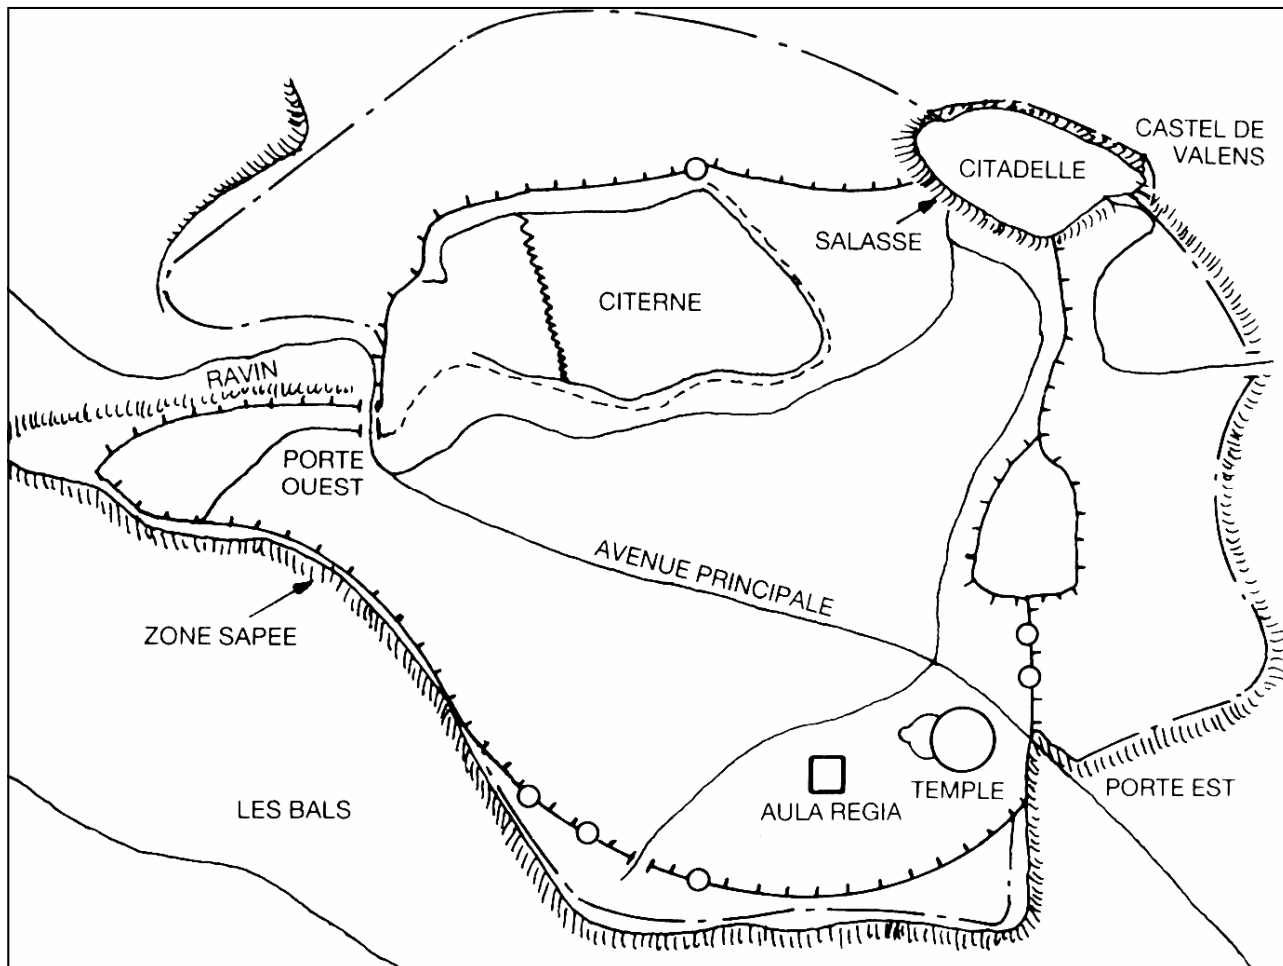 CASTEL DE
VALENS
CITADELLE
SALASSE
CITERNE
RAVIN
PORTE
OUEST
AVENUE PRINCIPALE
ZONE SAPEE
TEMPLE
PORTE EST
AULA REGIA
LES BALS